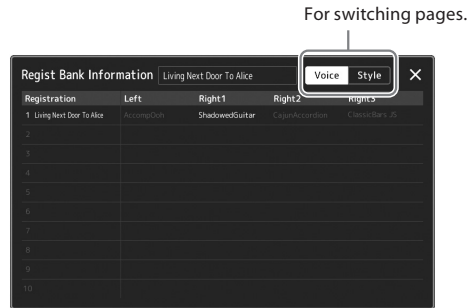 For switching pages.
Regist Bank Information Living Next Door To Alice Voice Style X
Registration Left Right1 Right2 Right3
1 Living Next Door To Alice AccompOoh ShadowedGuitar CajunAccordion ClassicBars JS
2
3
4
5
6
7
8
9
10